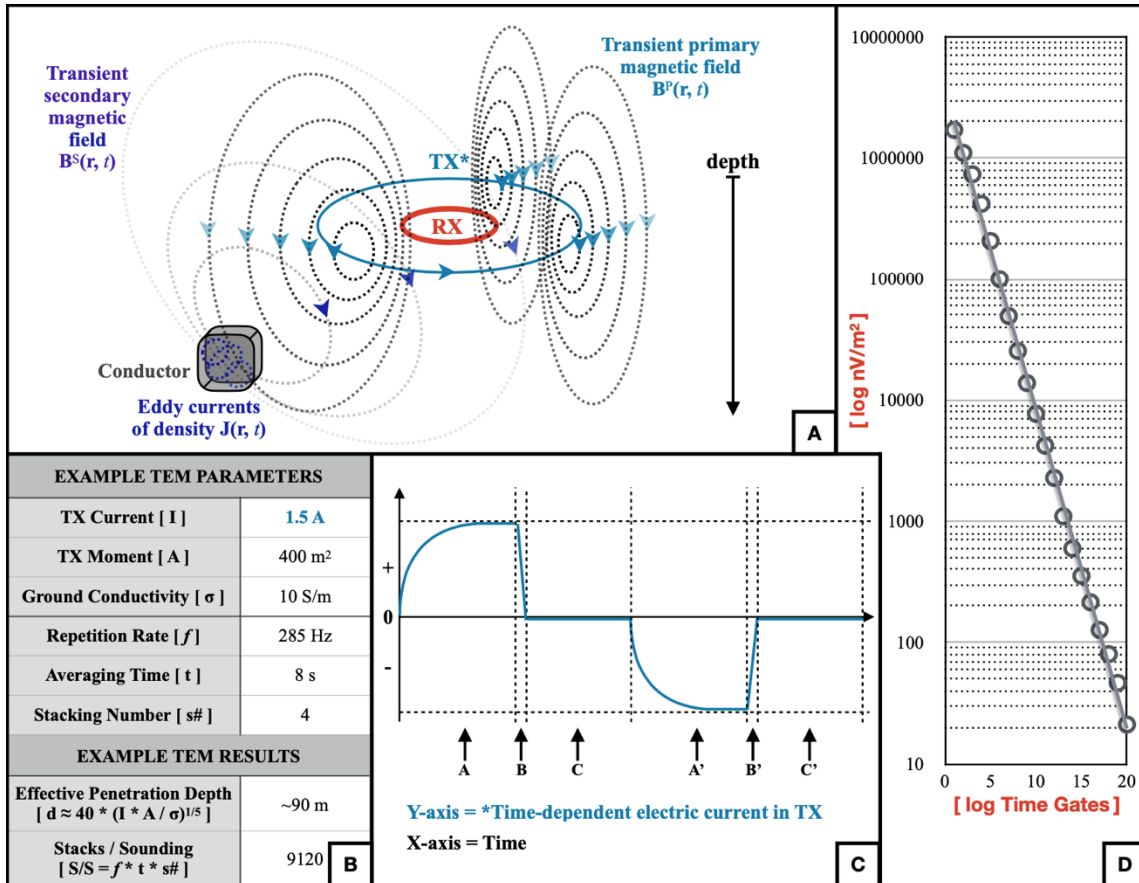 Transient
secondary
magnetic
field
Bˢ(r, t)
Transient primary
magnetic field
Bᴾ(r, t)
TX*
RX
depth
Conductor
Eddy currents
of density J(r, t)
A
EXAMPLE TEM PARAMETERS
TX Current [ I ]
1.5 A
TX Moment [ A ]
400 m²
Ground Conductivity [ σ ]
10 S/m
Repetition Rate [ f ]
285 Hz
Averaging Time [ t ]
8 s
Stacking Number [ s# ]
4
EXAMPLE TEM RESULTS
Effective Penetration Depth
[ d ≈ 40 * (I * A / σ)¹/⁵ ]
~90 m
Stacks / Sounding
[ S/S = f * t * s# ]
9120
B
+
0
-
A
B
C
A’
B’
C’
Y-axis = *Time-dependent electric current in TX
X-axis = Time
C
10000000
1000000
100000
10000
1000
100
10
[ log nV/m² ]
0
5
10
15
20
[ log Time Gates ]
D